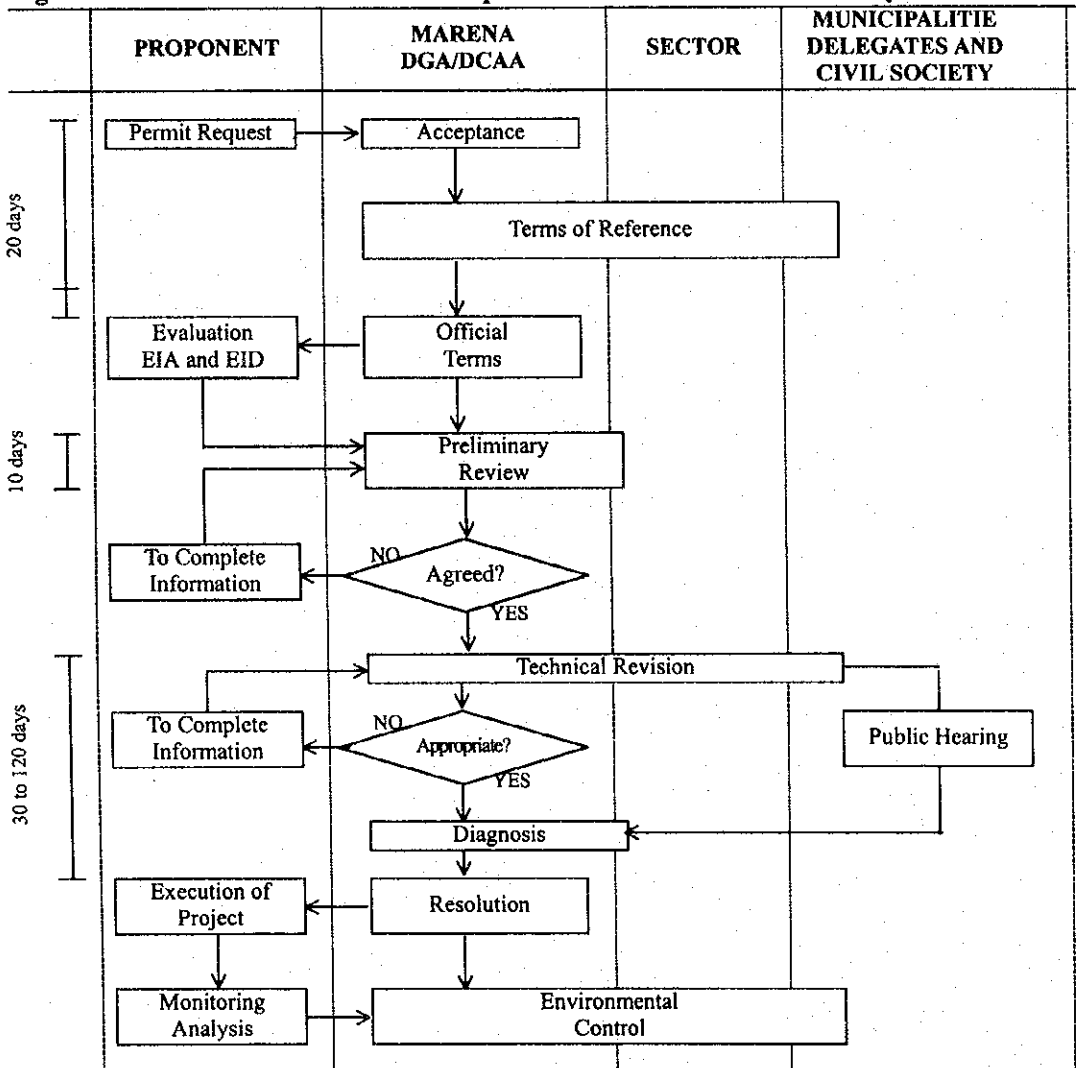 PROPONENT
MARENA
DGA/DCAA
SECTOR
MUNICIPALITIE
DELEGATES AND
CIVIL SOCIETY
20 days
Permit Request
Acceptance
Terms of Reference
Evaluation
EIA and EID
Official
Terms
10 days
Preliminary
Review
To Complete
Information
NO
Agreed?
YES
30 to 120 days
Technical Revision
To Complete
Information
NO
Appropriate?
YES
Public Hearing
Diagnosis
Execution of
Project
Resolution
Monitoring
Analysis
Environmental
Control